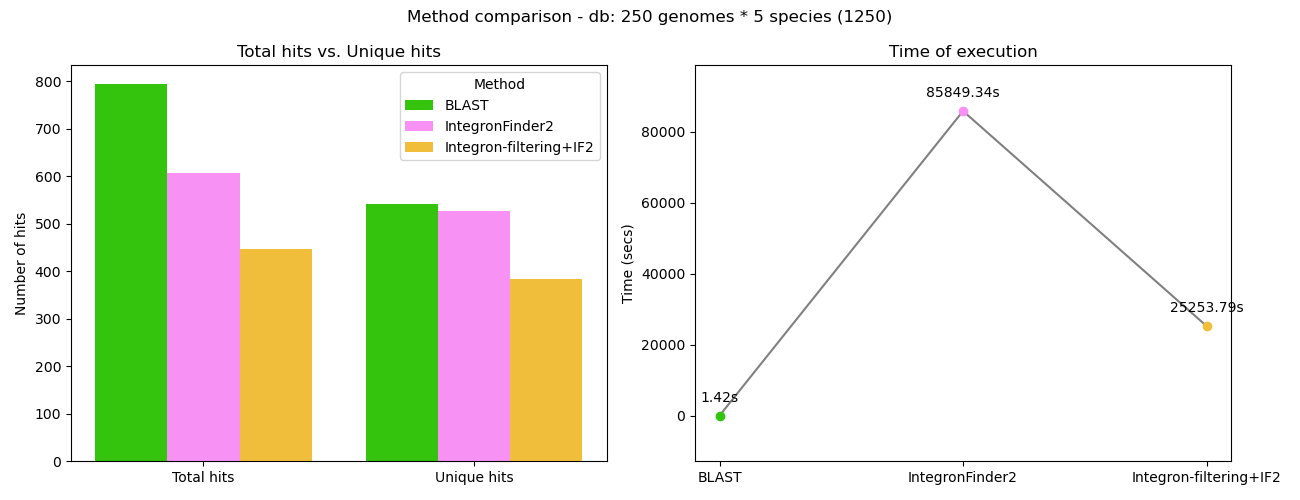 Method comparison - db: 250 genomes * 5 species (1250)
Total hits vs. Unique hits
Number of hits
800
700
600
500
400
300
200
100
0
Total hits
Unique hits
Method
BLAST
IntegronFinder2
Integron-filtering+IF2
Time of execution
Time (secs)
80000
60000
40000
20000
0
85849.34s
25253.79s
1.42s
BLAST
IntegronFinder2
Integron-filtering+IF2